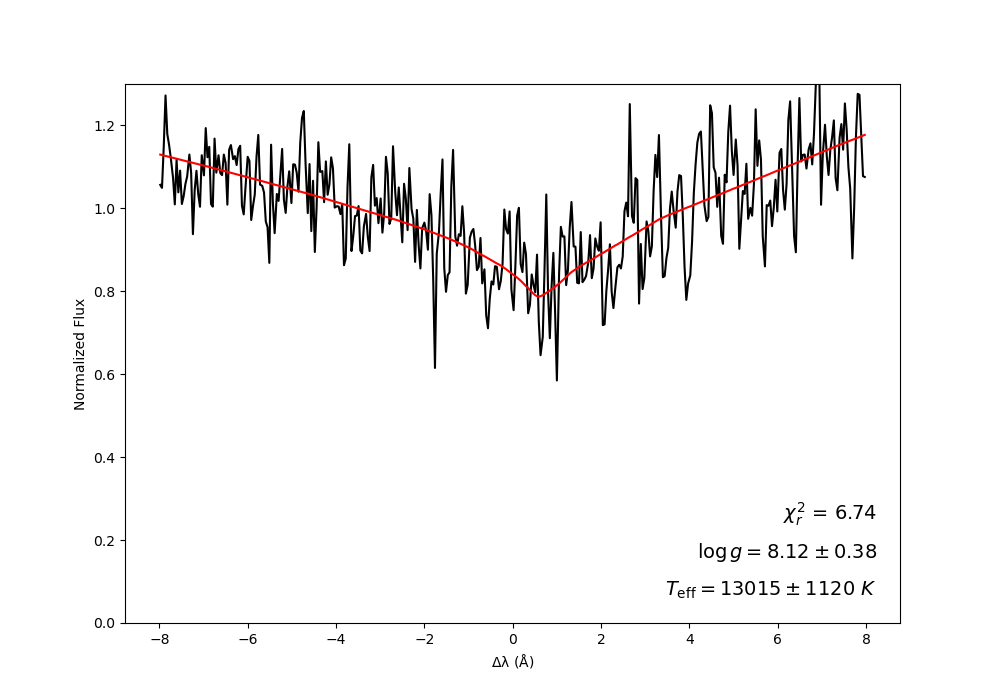 1.2
1.0
0.8
0.6
0.4
0.2
0.0
Normalized Flux
χ²ᵣ = 6.74
log g = 8.12 ± 0.38
T_eff = 13015 ± 1120 K
−8 −6 −4 −2 0 2 4 6 8
Δλ (Å)